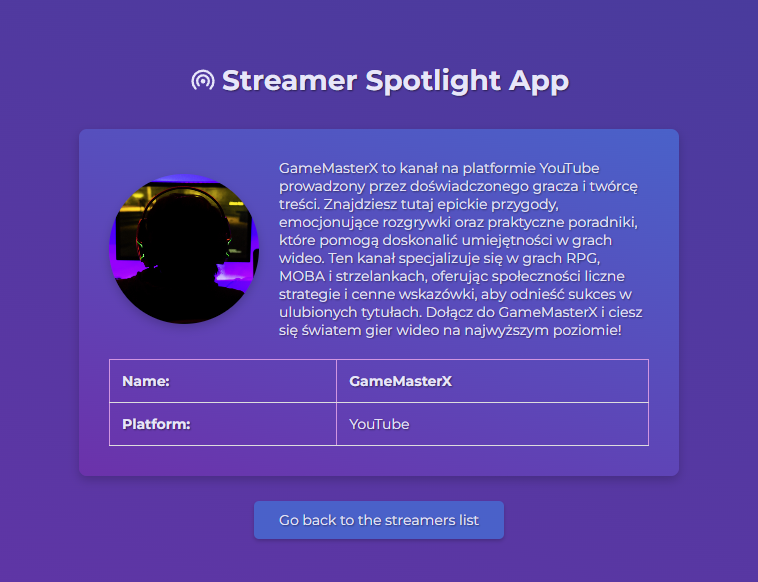 Streamer Spotlight App
GameMasterX to kanał na platformie YouTube
prowadzony przez doświadczonego gracza i twórcę
treści. Znajdziesz tutaj epickie przygody,
emocjonujące rozgrywki oraz praktyczne poradniki,
które pomogą doskonalić umiejętności w grach
wideo. Ten kanał specjalizuje się w grach RPG,
MOBA i strzelankach, oferując społeczności liczne
strategie i cenne wskazówki, aby odnieść sukces w
ulubionych tytułach. Dołącz do GameMasterX i ciesz
się światem gier wideo na najwyższym poziomie!
Name: GameMasterX
Platform: YouTube
Go back to the streamers list